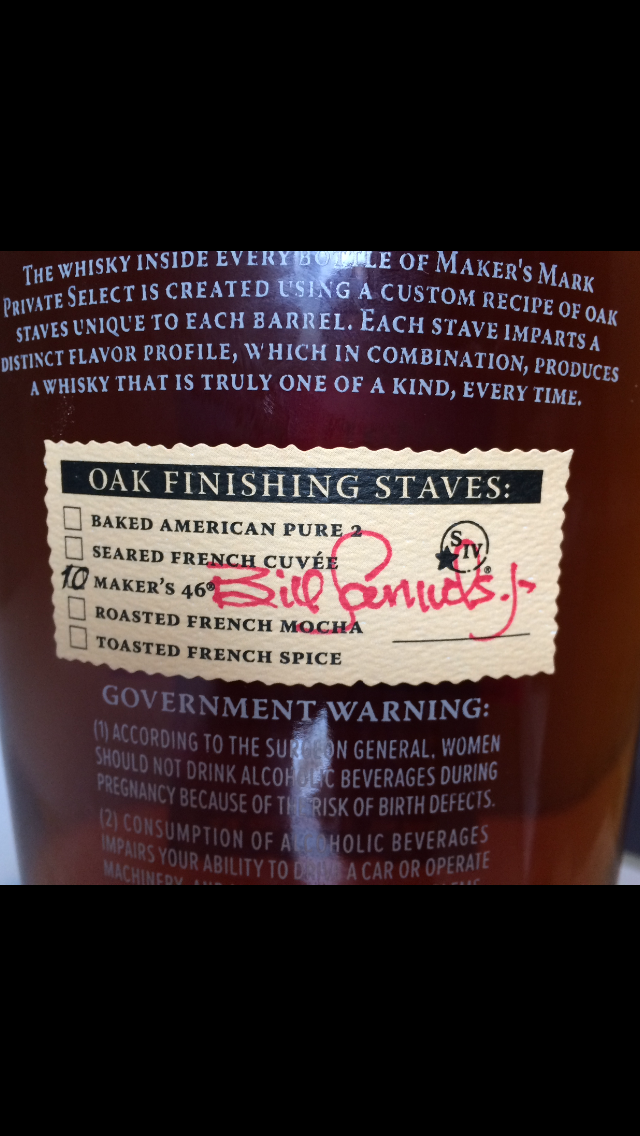 THE WHISKY INSIDE EVERY BOTTLE OF MAKER'S MARK
PRIVATE SELECT IS CREATED USING A CUSTOM RECIPE OF OAK
STAVES UNIQUE TO EACH BARREL. EACH STAVE IMPARTS A
DISTINCT FLAVOR PROFILE, WHICH IN COMBINATION, PRODUCES
A WHISKY THAT IS TRULY ONE OF A KIND, EVERY TIME.
OAK FINISHING STAVES:
BAKED AMERICAN PURE 2
SEARED FRENCH CUVÉE
10 MAKER'S 46®
ROASTED FRENCH MOCHA
TOASTED FRENCH SPICE
S IV ®
Bill Samuels Jr
GOVERNMENT WARNING:
(1) ACCORDING TO THE SURGEON GENERAL, WOMEN
SHOULD NOT DRINK ALCOHOLIC BEVERAGES DURING
PREGNANCY BECAUSE OF THE RISK OF BIRTH DEFECTS.
(2) CONSUMPTION OF ALCOHOLIC BEVERAGES
IMPAIRS YOUR ABILITY TO DRIVE A CAR OR OPERATE
MACHINERY, AND